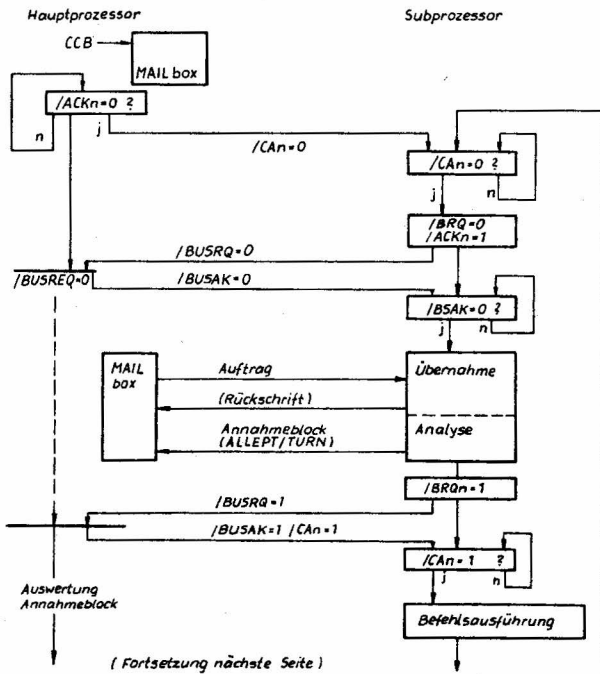 Hauptprozessor
Subprozessor
CCB
MAIL box
/ACKn=0 ?
n
j
/CAn=0
/CAn=0 ?
j
n
/BRQ=0
/ACKn=1
/BUSRQ=0
/BUSREQ=0
/BUSAK=0
/BSAK=0 ?
j
n
MAIL
box
Auftrag
Übernahme
(Rückschrift)
Analyse
Annahmeblock
(ALLEPT/TURN)
/BRQn=1
/BUSRQ=1
/BUSAK=1 /CAn=1
/CAn=1 ?
j
n
Auswertung
Annahmeblock
Befehlsausführung
(Fortsetzung nächste Seite)